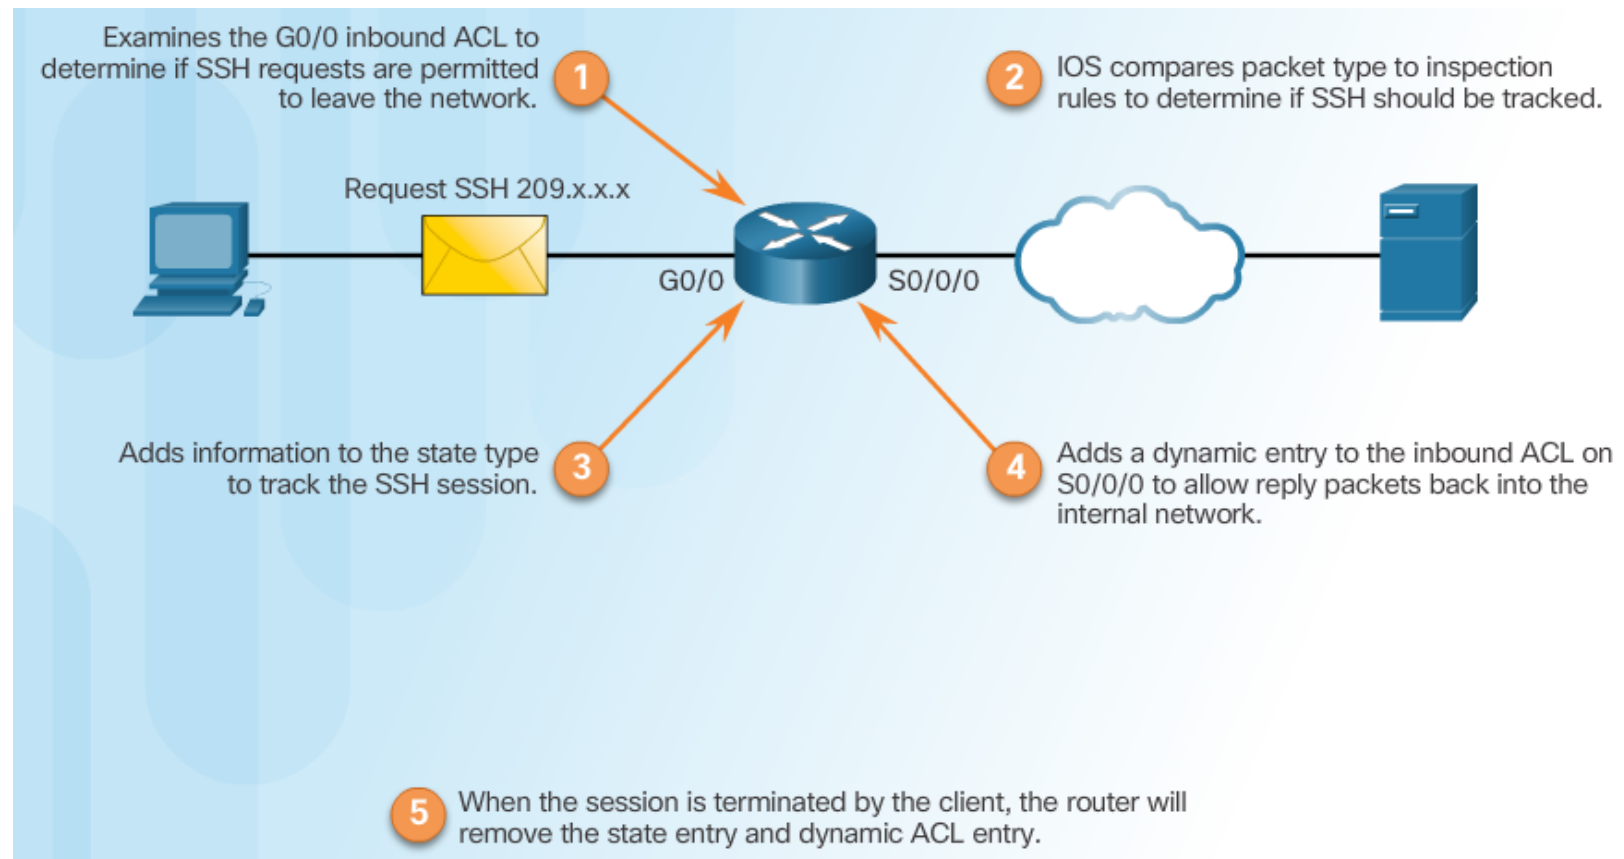 Examines the G0/0 inbound ACL to
determine if SSH requests are permitted
to leave the network.
1
2
IOS compares packet type to inspection
rules to determine if SSH should be tracked.
Request SSH 209.x.x.x
G0/0
S0/0/0
Adds information to the state type
to track the SSH session.
3
4
Adds a dynamic entry to the inbound ACL on
S0/0/0 to allow reply packets back into the
internal network.
5
When the session is terminated by the client, the router will
remove the state entry and dynamic ACL entry.